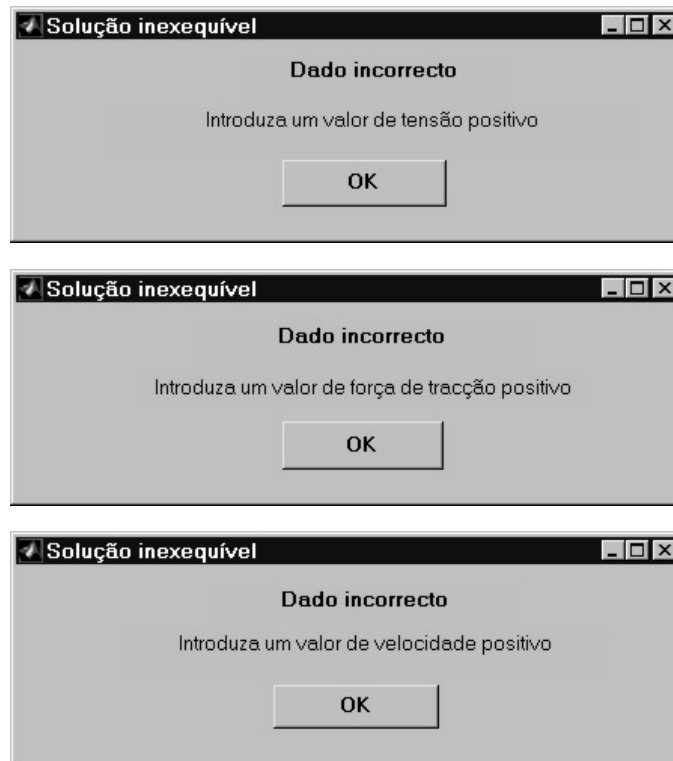 Solução inexequível
Dado incorrecto
Introduza um valor de tensão positivo
OK
Solução inexequível
Dado incorrecto
Introduza um valor de força de tracção positivo
OK
Solução inexequível
Dado incorrecto
Introduza um valor de velocidade positivo
OK